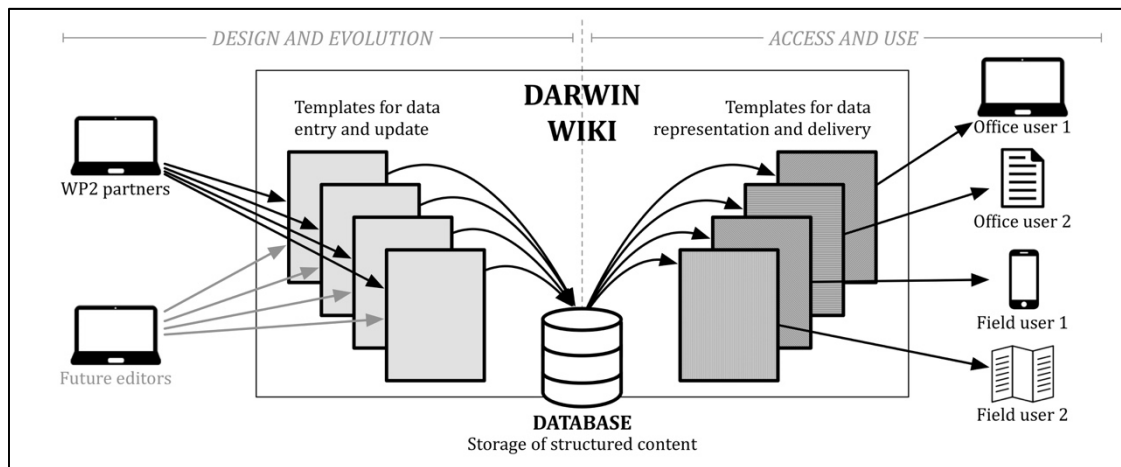 DESIGN AND EVOLUTION
ACCESS AND USE
DARWIN
WIKI
Templates for data
entry and update
Templates for data
representation and delivery
WP2 partners
Future editors
Office user 1
Office user 2
Field user 1
Field user 2
DATABASE
Storage of structured content